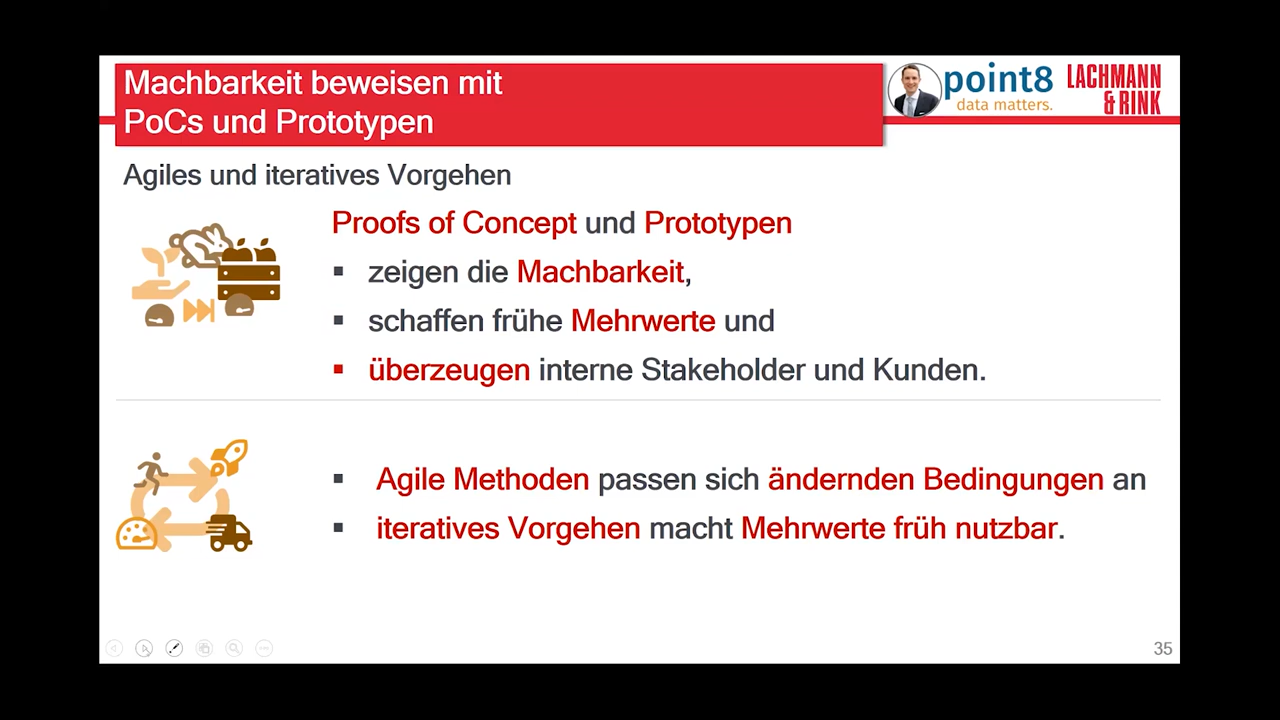 Machbarkeit beweisen mit
PoCs und Prototypen
point8
data matters.
LACHMANN
& RINK
Agiles und iteratives Vorgehen
Proofs of Concept und Prototypen
▪ zeigen die Machbarkeit,
▪ schaffen frühe Mehrwerte und
▪ überzeugen interne Stakeholder und Kunden.
▪ Agile Methoden passen sich ändernden Bedingungen an
▪ iteratives Vorgehen macht Mehrwerte früh nutzbar.
35